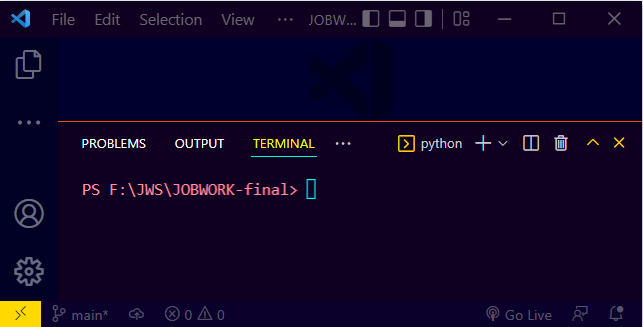 File Edit Selection View ··· JOBW...
PROBLEMS OUTPUT TERMINAL ··· python
PS F:\JWS\JOBWORK-final>
main* 0 0 Go Live